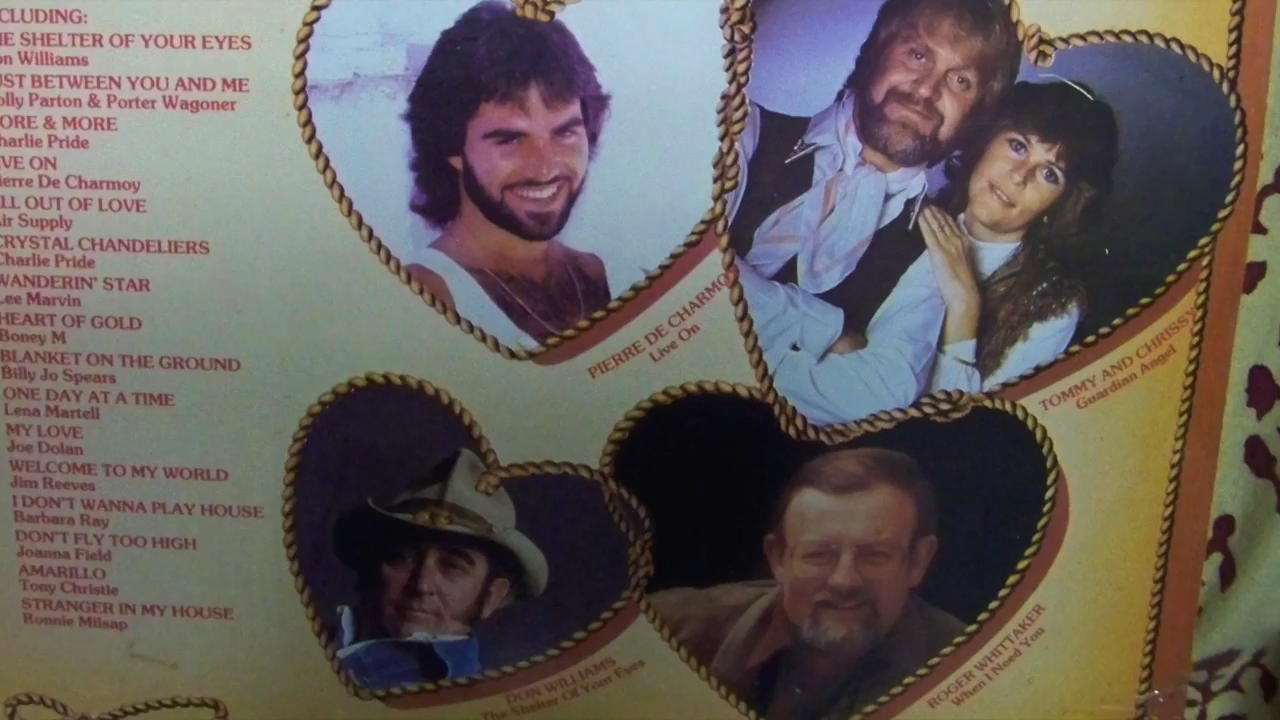 CLUDING:
E SHELTER OF YOUR EYES
on Williams
UST BETWEEN YOU AND ME
olly Parton & Porter Wagoner
ORE & MORE
harlie Pride
VE ON
ierre De Charmoy
LL OUT OF LOVE
ir Supply
CRYSTAL CHANDELIERS
Charlie Pride
WANDERIN' STAR
Lee Marvin
HEART OF GOLD
Boney M
BLANKET ON THE GROUND
Billy Jo Spears
ONE DAY AT A TIME
Lena Martell
MY LOVE
Joe Dolan
WELCOME TO MY WORLD
Jim Reeves
I DON'T WANNA PLAY HOUSE
Barbara Ray
DON'T FLY TOO HIGH
Joanna Field
AMARILLO
Tony Christie
STRANGER IN MY HOUSE
Ronnie Milsap
PIERRE DE CHARMO
Live On
TOMMY AND CHRISSY
Guardian Angel
DON WILLIAMS
The Shelter Of Your Eyes
ROGER WHITTAKER
When I Need You